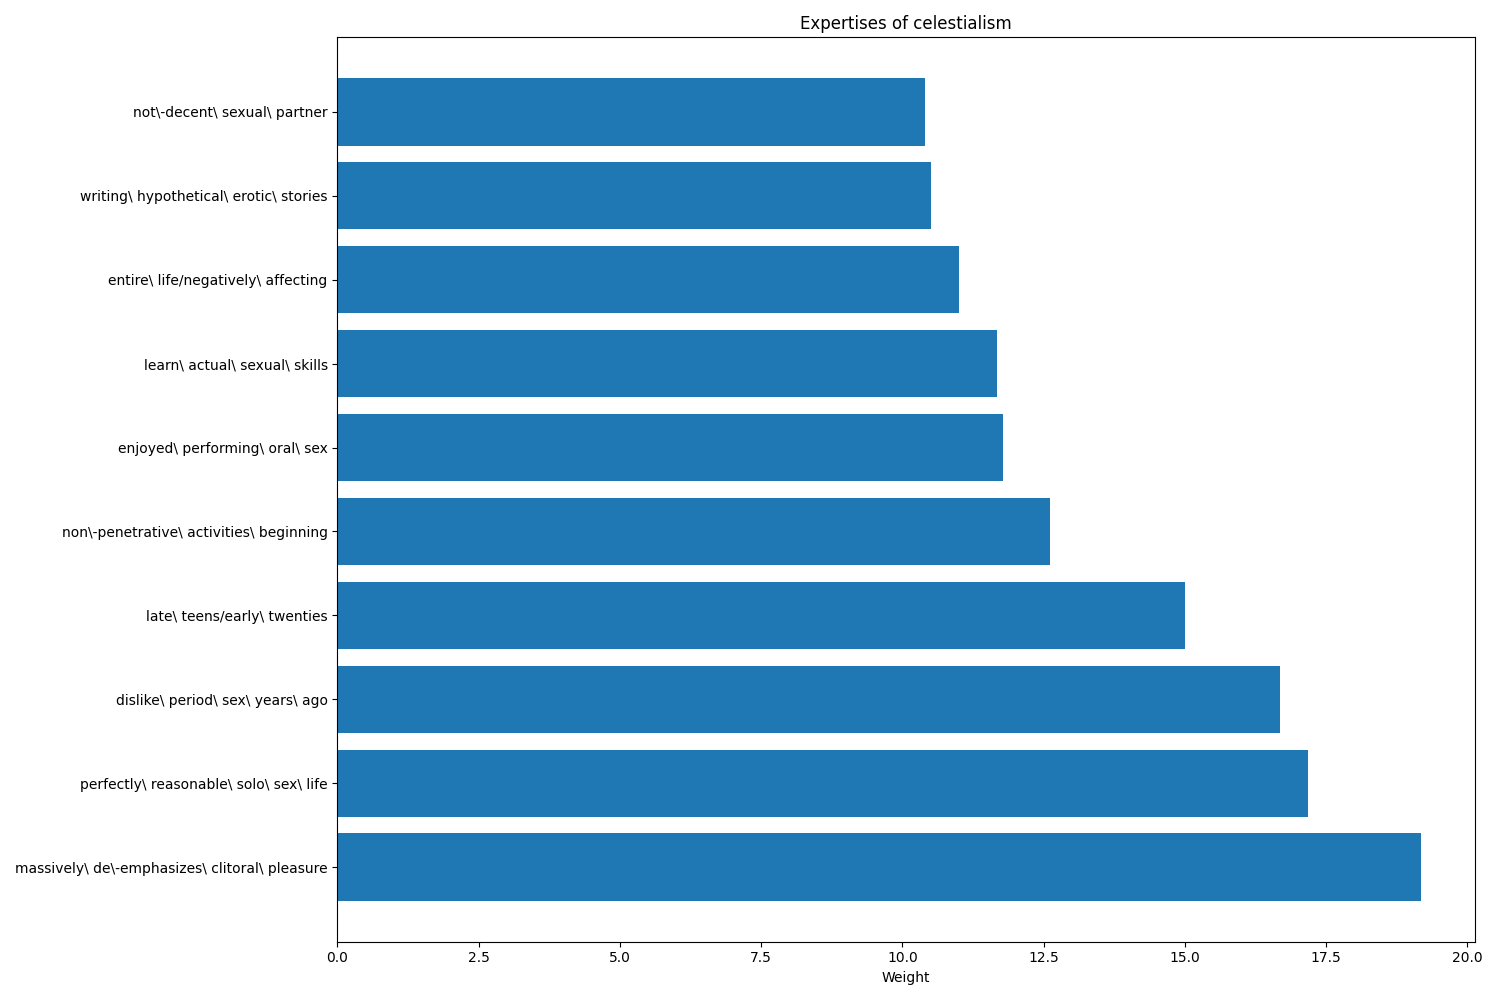 Expertises of celestialism
not\-decent\ sexual\ partner
writing\ hypothetical\ erotic\ stories
entire\ life/negatively\ affecting
learn\ actual\ sexual\ skills
enjoyed\ performing\ oral\ sex
non\-penetrative\ activities\ beginning
late\ teens/early\ twenties
dislike\ period\ sex\ years\ ago
perfectly\ reasonable\ solo\ sex\ life
massively\ de\-emphasizes\ clitoral\ pleasure
0.0 2.5 5.0 7.5 10.0 12.5 15.0 17.5 20.0
Weight